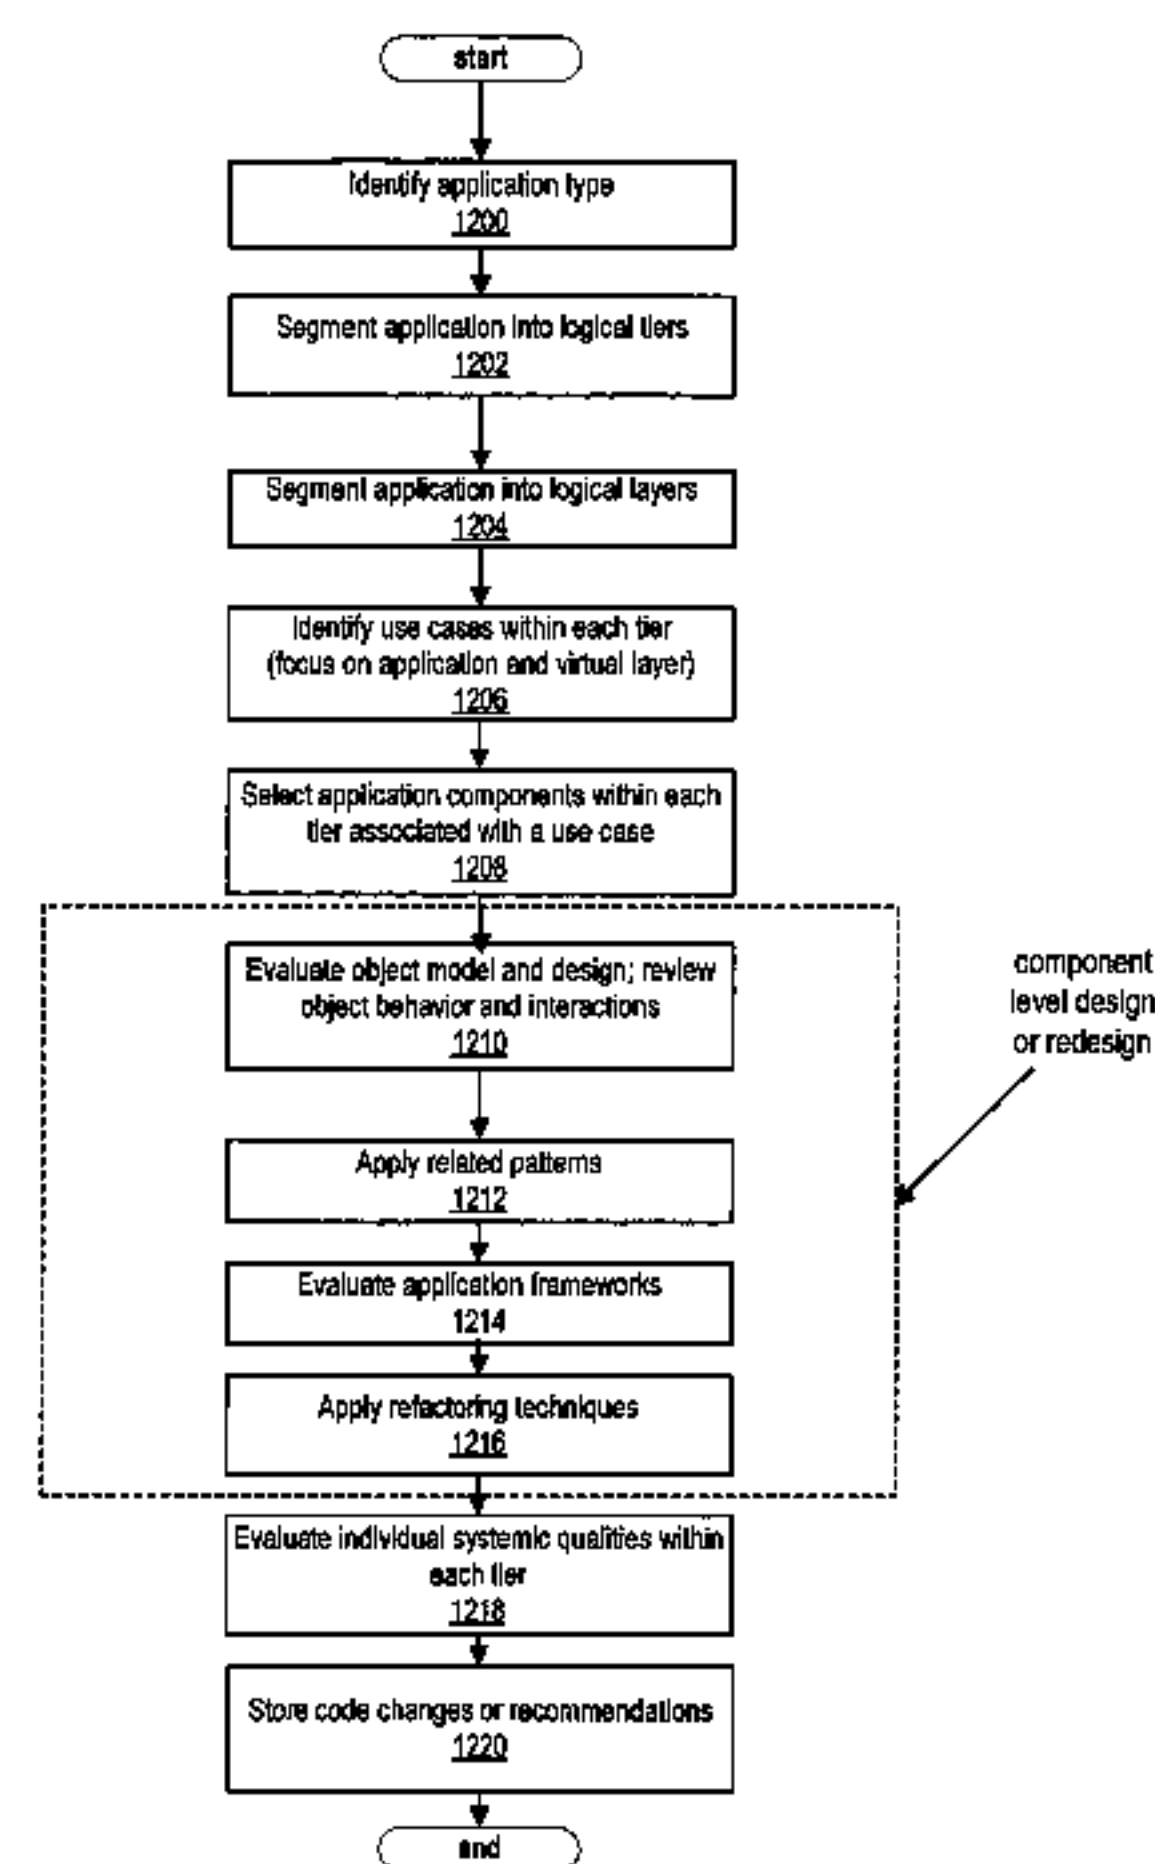 start
Identify application type
1200
Segment application into logical tiers
1202
Segment application into logical layers
1204
Identify use cases within each tier
(focus on application and virtual layer)
1206
Select application components within each
tier associated with a use case
1208
Evaluate object model and design; review
object behavior and interactions
1210
component
level design
or redesign
Apply related patterns
1212
Evaluate application frameworks
1214
Apply refactoring techniques
1216
Evaluate individual systemic qualities within
each tier
1218
Store code changes or recommendations
1220
end